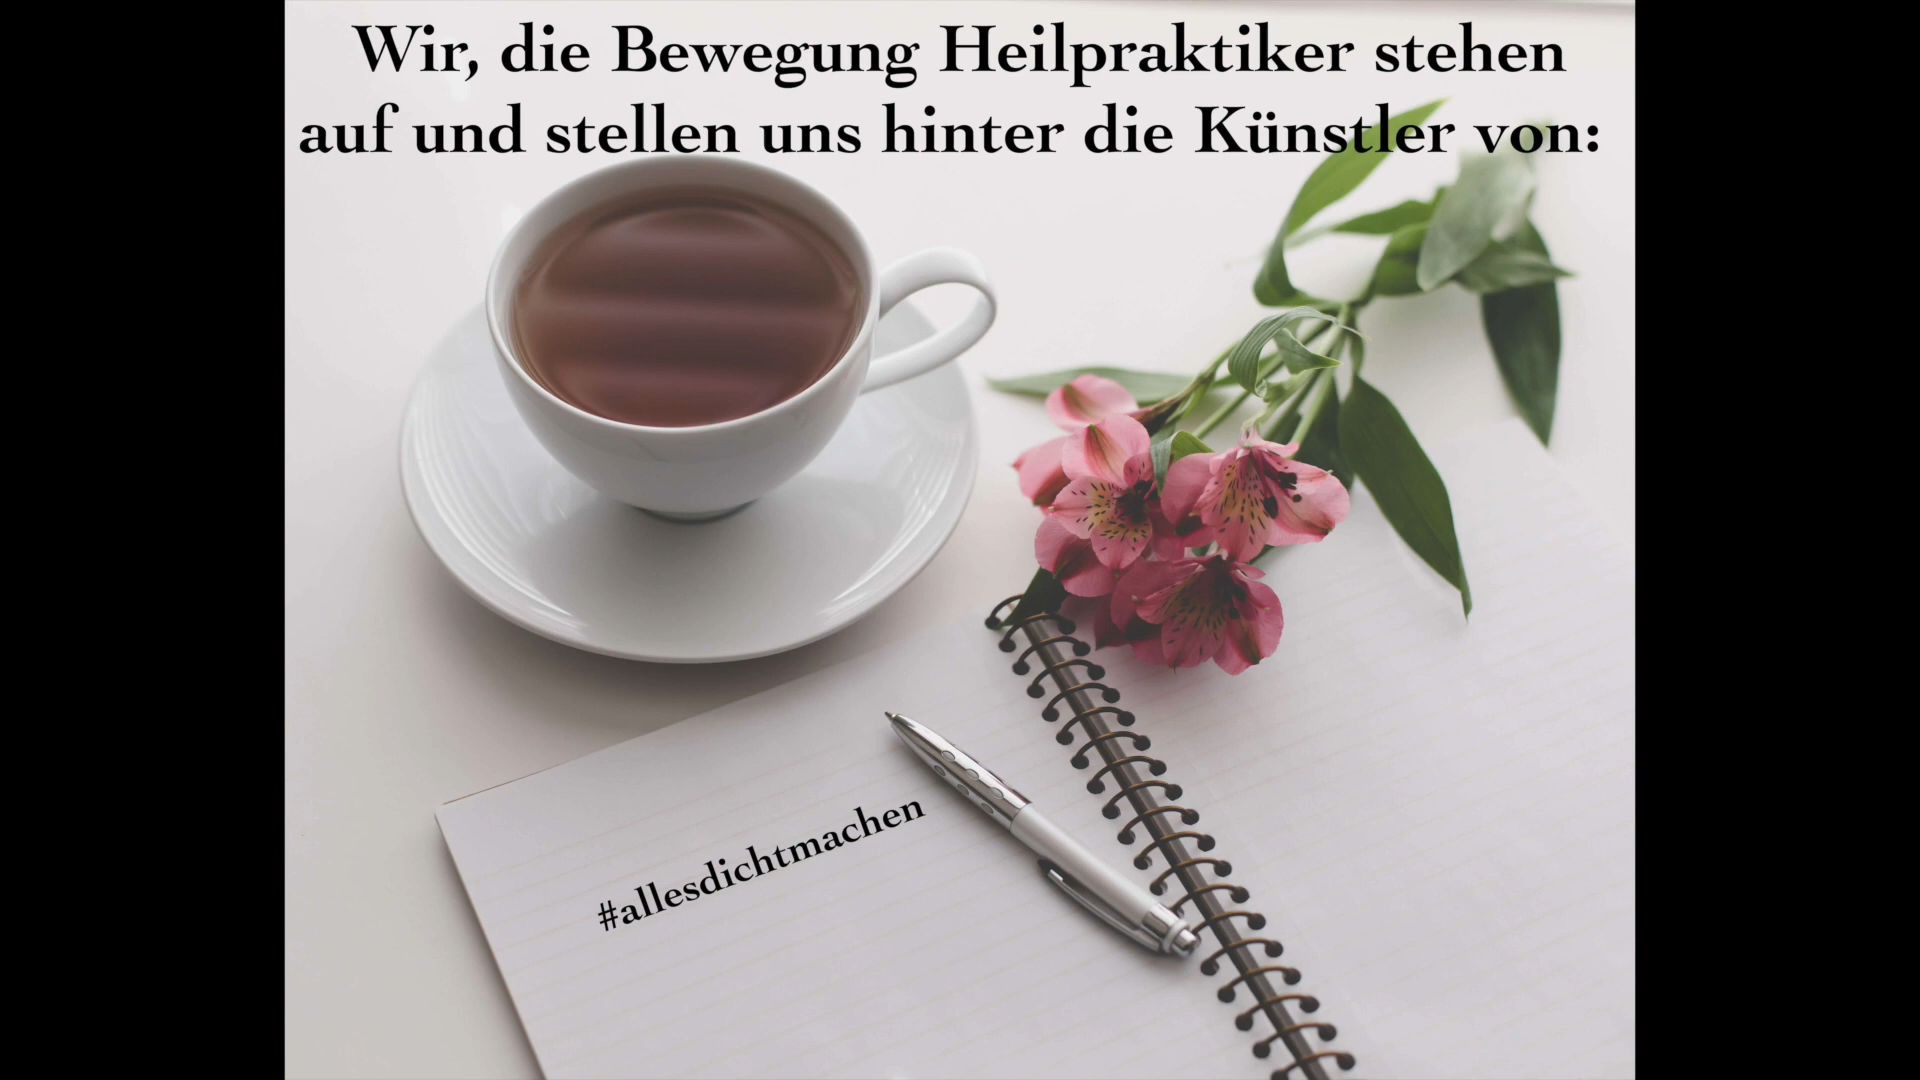 Wir, die Bewegung Heilpraktiker stehen
auf und stellen uns hinter die Künstler von:
#allesdichtmachen